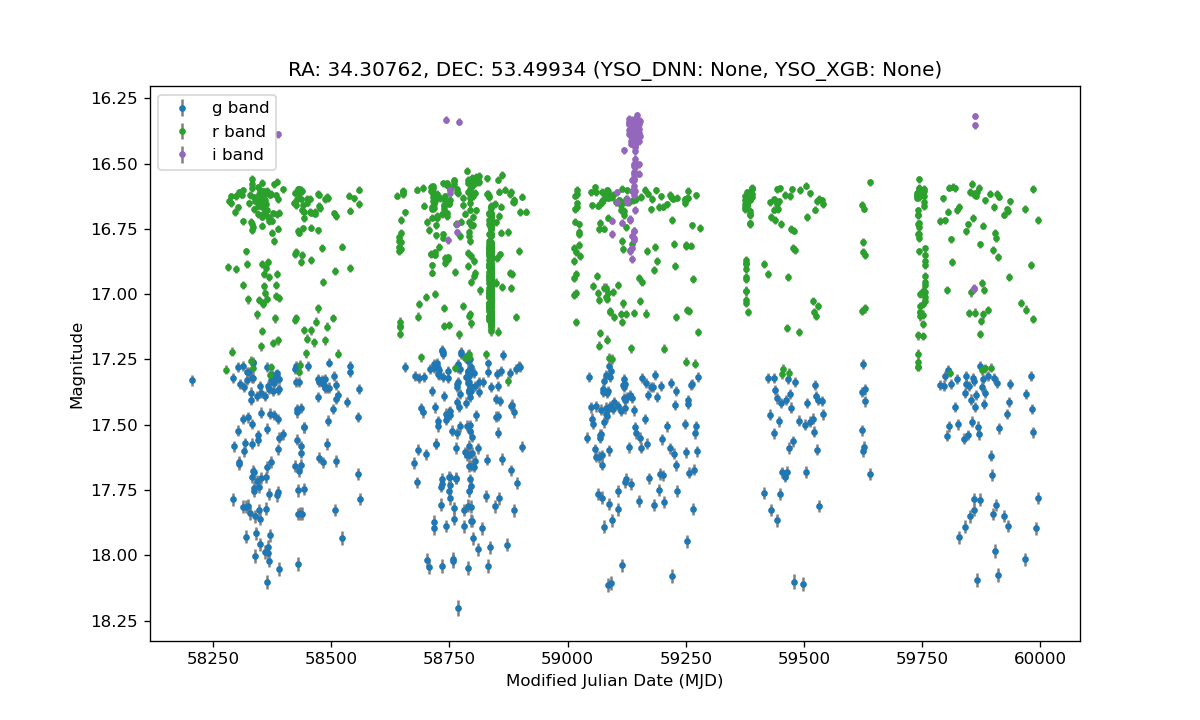 RA: 34.30762, DEC: 53.49934 (YSO_DNN: None, YSO_XGB: None)
g band
r band
i band
Magnitude
16.25
16.50
16.75
17.00
17.25
17.50
17.75
18.00
18.25
58250 58500 58750 59000 59250 59500 59750 60000
Modified Julian Date (MJD)